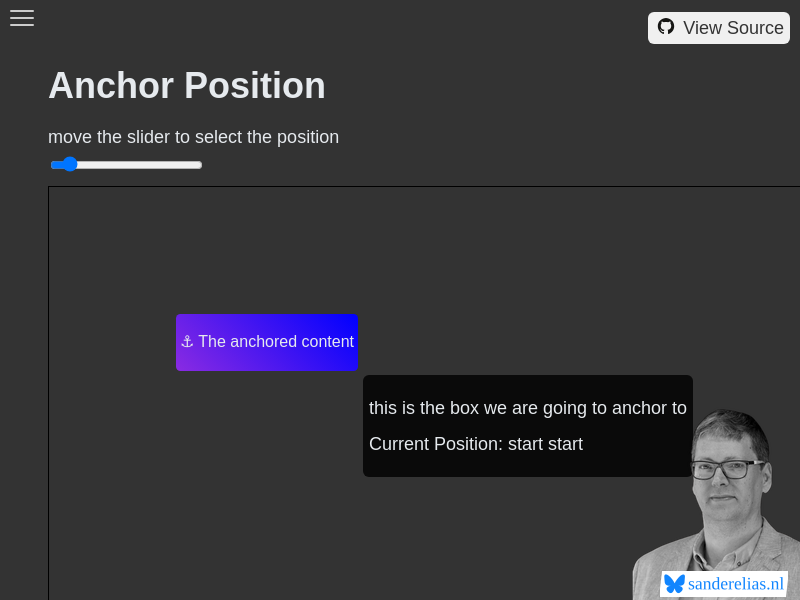 View Source
Anchor Position
move the slider to select the position
⚓ The anchored content
this is the box we are going to anchor to
Current Position: start start
sanderelias.nl